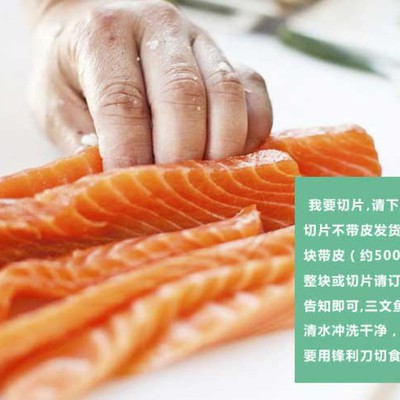 我要切片,请下
切片不带皮发货
块带皮（约500
整块或切片请订
告知即可,三文鱼
清水冲洗干净，
要用锋利刀切食